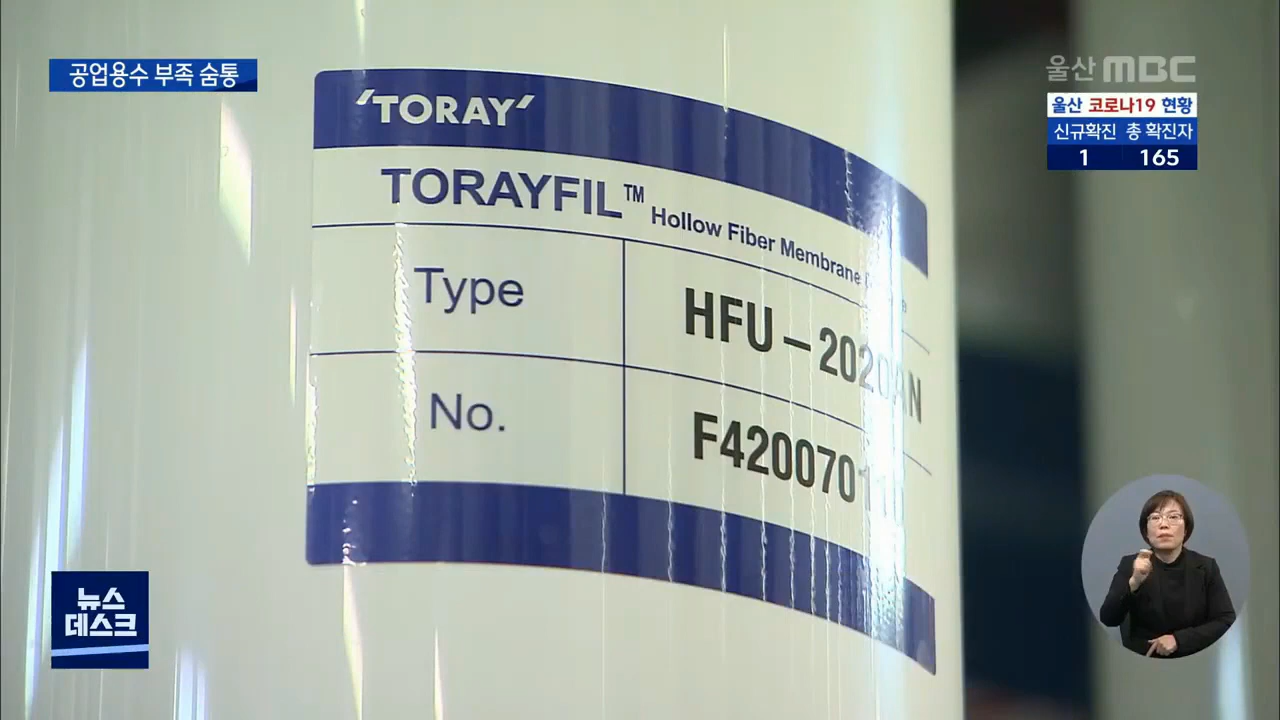 공업용수 부족 숨통
울산 MBC
울산 코로나19 현황
신규확진 총 확진자
1 165
'TORAY'
TORAYFIL™ Hollow Fiber Membrane
Type HFU-2020AN
No. F4200701
뉴스
데스크